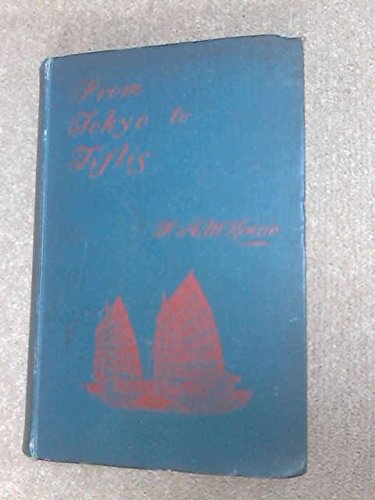 From
Tokyo to
Tiflis
F. A. McKenzie